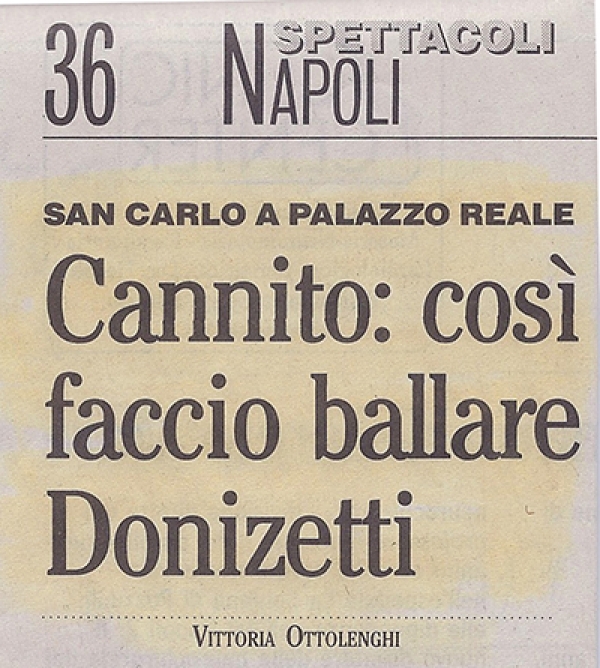 36
SPETTACOLI
NAPOLI
SAN CARLO A PALAZZO REALE
Cannito: così
faccio ballare
Donizetti
VITTORIA OTTOLENGHI